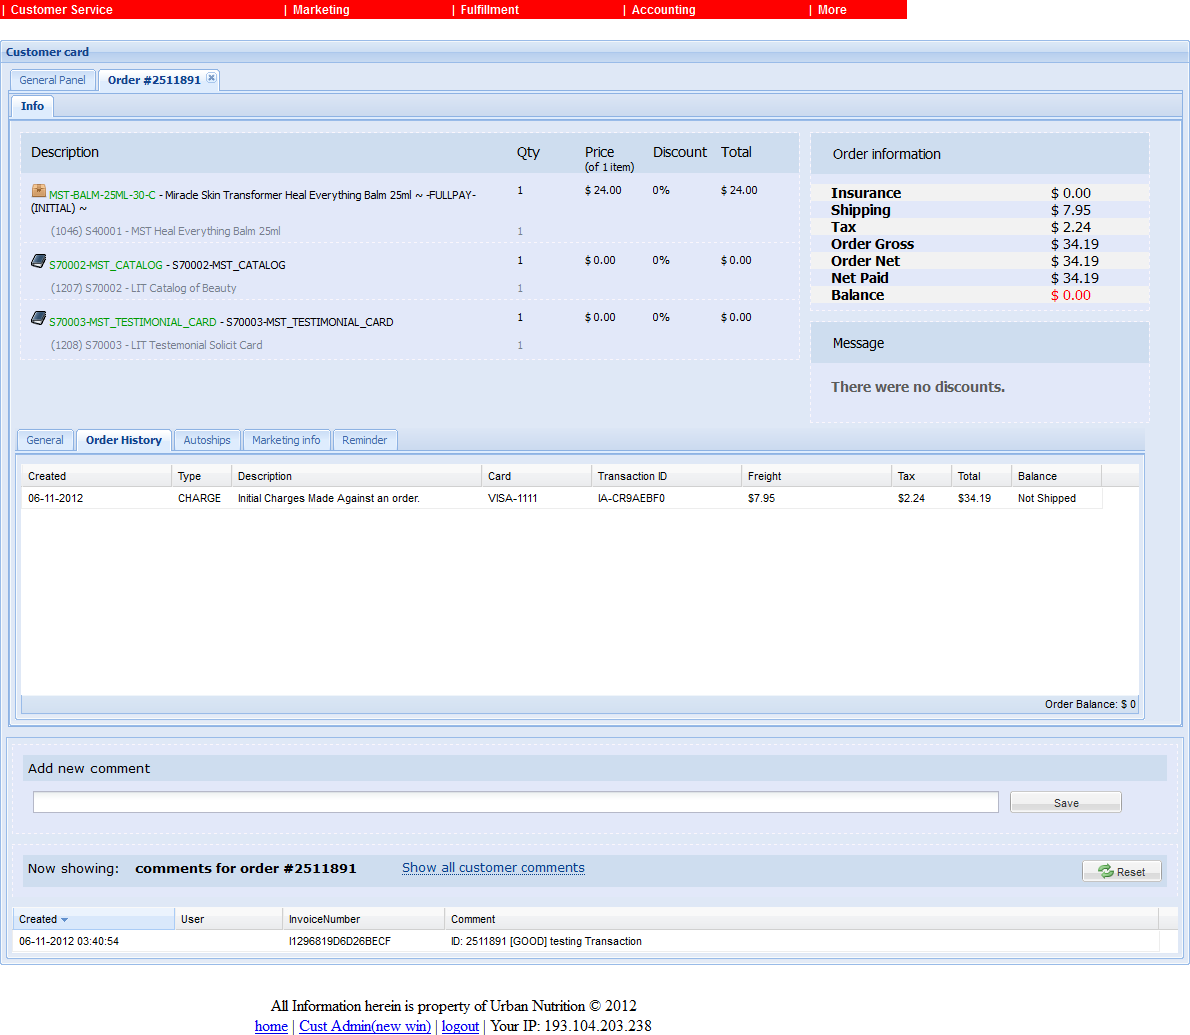 | Customer Service | Marketing | Fulfillment | Accounting | More
Customer card
General Panel Order #2511891
Info
Description Qty Price Discount Total
(of 1 item)
MST-BALM-25ML-30-C - Miracle Skin Transformer Heal Everything Balm 25ml ~ -FULLPAY- 1 $ 24.00 0% $ 24.00
(INITIAL) ~
(1046) S40001 - MST Heal Everything Balm 25ml 1
S70002-MST_CATALOG - S70002-MST_CATALOG 1 $ 0.00 0% $ 0.00
(1207) S70002 - LIT Catalog of Beauty 1
S70003-MST_TESTIMONIAL_CARD - S70003-MST_TESTIMONIAL_CARD 1 $ 0.00 0% $ 0.00
(1208) S70003 - LIT Testemonial Solicit Card 1
Order information
Insurance $ 0.00
Shipping $ 7.95
Tax $ 2.24
Order Gross $ 34.19
Order Net $ 34.19
Net Paid $ 34.19
Balance $ 0.00
Message
There were no discounts.
General Order History Autoships Marketing info Reminder
Created Type Description Card Transaction ID Freight Tax Total Balance
06-11-2012 CHARGE Initial Charges Made Against an order. VISA-1111 IA-CR9AEBF0 $7.95 $2.24 $34.19 Not Shipped
Order Balance: $ 0
Add new comment
Save
Now showing: comments for order #2511891 Show all customer comments Reset
Created User InvoiceNumber Comment
06-11-2012 03:40:54 I1296819D6D26BECF ID: 2511891 [GOOD] testing Transaction
All Information herein is property of Urban Nutrition © 2012
home | Cust Admin(new win) | logout | Your IP: 193.104.203.238